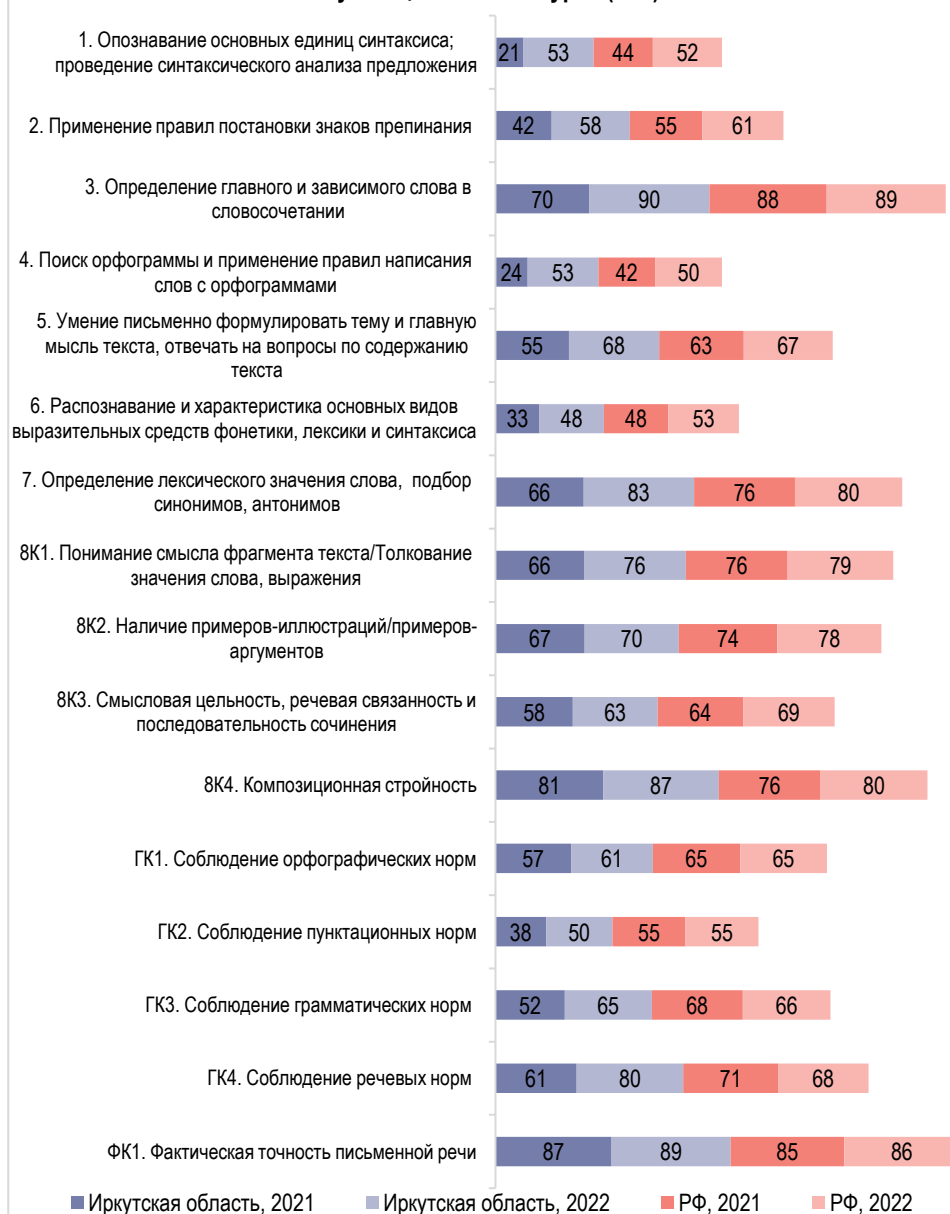 1. Опознавание основных единиц синтаксиса;
проведение синтаксического анализа предложения
21 53 44 52
2. Применение правил постановки знаков препинания
42 58 55 61
3. Определение главного и зависимого слова в
словосочетании
70 90 88 89
4. Поиск орфограммы и применение правил написания
слов с орфограммами
24 53 42 50
5. Умение письменно формулировать тему и главную
мысль текста, отвечать на вопросы по содержанию
текста
55 68 63 67
6. Распознавание и характеристика основных видов
выразительных средств фонетики, лексики и синтаксиса
33 48 48 53
7. Определение лексического значения слова, подбор
синонимов, антонимов
66 83 76 80
8К1. Понимание смысла фрагмента текста/Толкование
значения слова, выражения
66 76 76 79
8К2. Наличие примеров-иллюстраций/примеров-
аргументов
67 70 74 78
8К3. Смысловая цельность, речевая связанность и
последовательность сочинения
58 63 64 69
8К4. Композиционная стройность
81 87 76 80
ГК1. Соблюдение орфографических норм
57 61 65 65
ГК2. Соблюдение пунктационных норм
38 50 55 55
ГК3. Соблюдение грамматических норм
52 65 68 66
ГК4. Соблюдение речевых норм
61 80 71 68
ФК1. Фактическая точность письменной речи
87 89 85 86
Иркутская область, 2021 Иркутская область, 2022 РФ, 2021 РФ, 2022